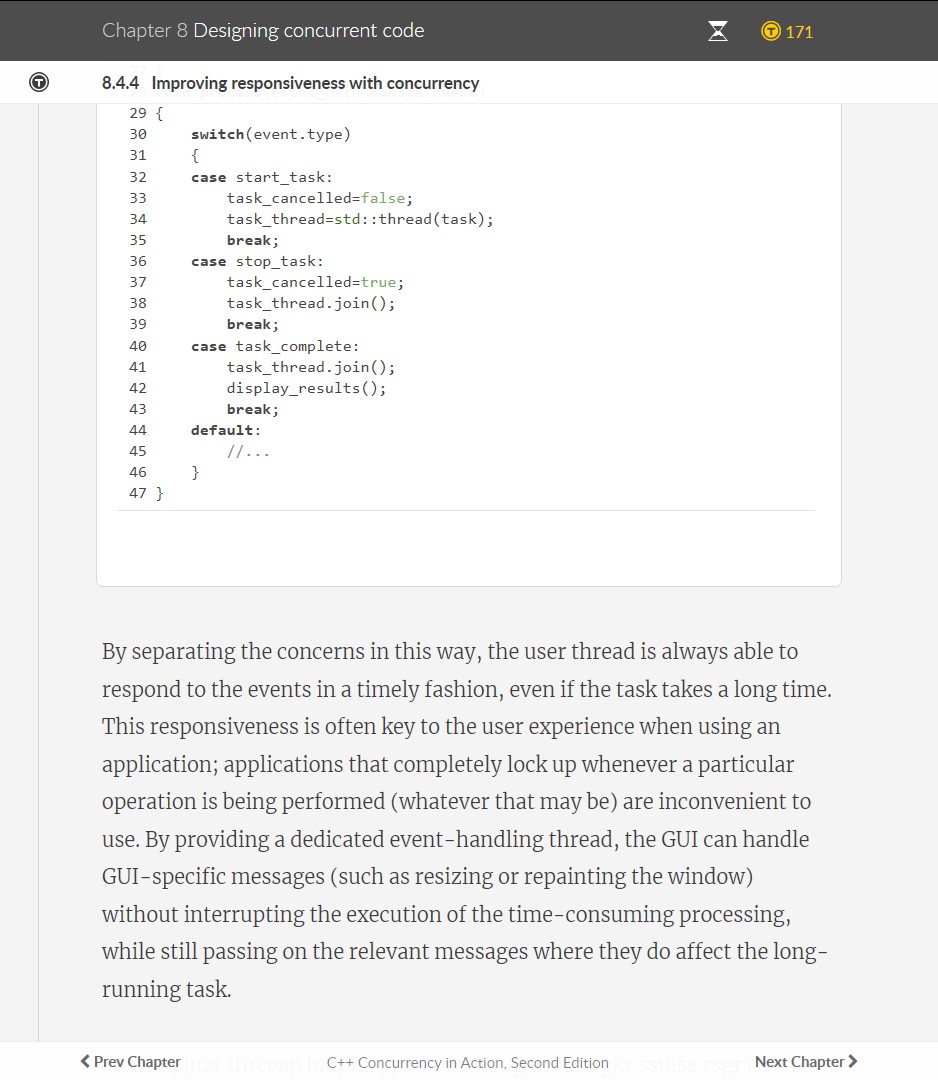 Chapter 8 Designing concurrent code
171
8.4.4 Improving responsiveness with concurrency
29 {
30     switch(event.type)
31     {
32     case start_task:
33         task_cancelled=false;
34         task_thread=std::thread(task);
35         break;
36     case stop_task:
37         task_cancelled=true;
38         task_thread.join();
39         break;
40     case task_complete:
41         task_thread.join();
42         display_results();
43         break;
44     default:
45         //...
46     }
47 }
By separating the concerns in this way, the user thread is always able to
respond to the events in a timely fashion, even if the task takes a long time.
This responsiveness is often key to the user experience when using an
application; applications that completely lock up whenever a particular
operation is being performed (whatever that may be) are inconvenient to
use. By providing a dedicated event-handling thread, the GUI can handle
GUI-specific messages (such as resizing or repainting the window)
without interrupting the execution of the time-consuming processing,
while still passing on the relevant messages where they do affect the long-
running task.
Prev Chapter
C++ Concurrency in Action, Second Edition
Next Chapter